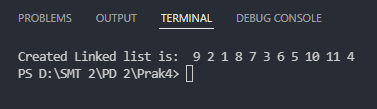 PROBLEMS OUTPUT TERMINAL DEBUG CONSOLE
Created Linked list is:  9 2 1 8 7 3 6 5 10 11 4
PS D:\SMT 2\PD 2\Prak4>